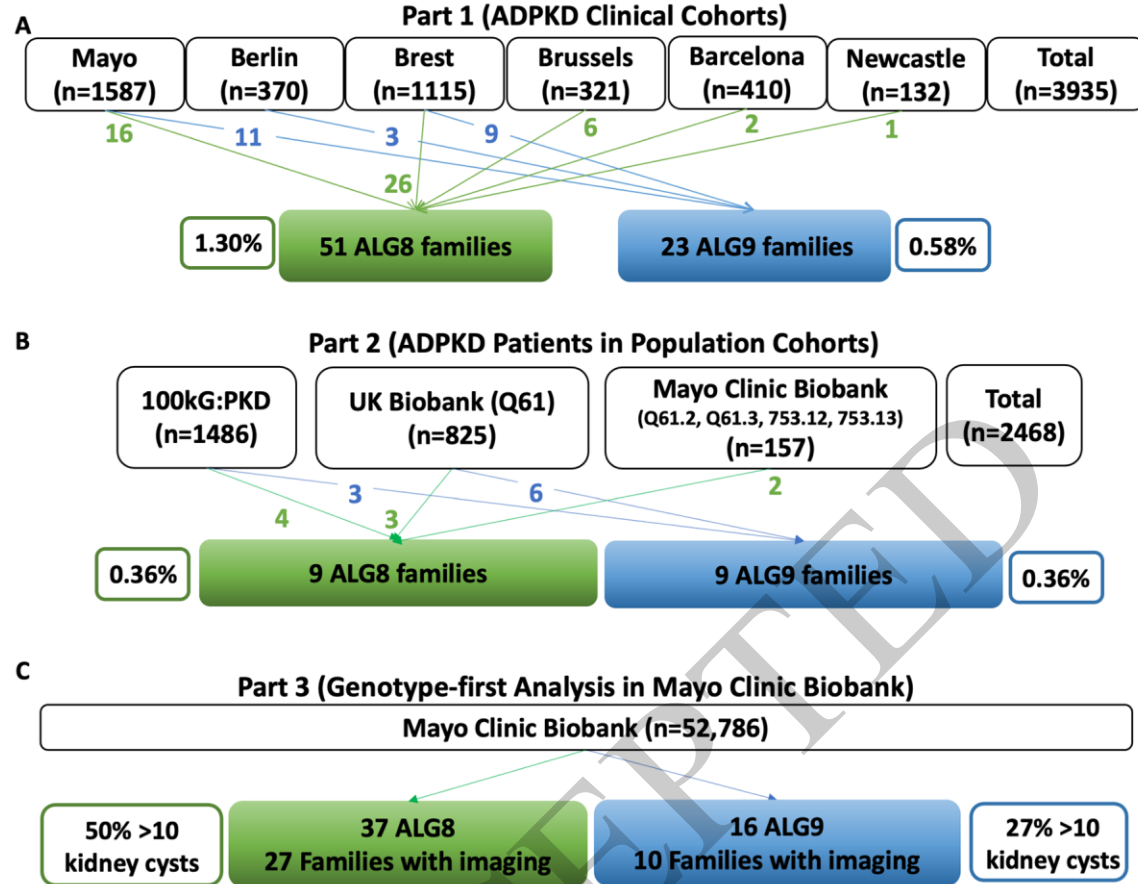 A
Part 1 (ADPKD Clinical Cohorts)
Mayo
(n=1587)
Berlin
(n=370)
Brest
(n=1115)
Brussels
(n=321)
Barcelona
(n=410)
Newcastle
(n=132)
Total
(n=3935)
16
11
3
9
6
2
1
26
1.30%
51 ALG8 families
23 ALG9 families
0.58%
B
Part 2 (ADPKD Patients in Population Cohorts)
100kG:PKD
(n=1486)
UK Biobank (Q61)
(n=825)
Mayo Clinic Biobank
(Q61.2, Q61.3, 753.12, 753.13)
(n=157)
Total
(n=2468)
4
3
3
6
2
0.36%
9 ALG8 families
9 ALG9 families
0.36%
C
Part 3 (Genotype-first Analysis in Mayo Clinic Biobank)
Mayo Clinic Biobank (n=52,786)
50% >10
kidney cysts
37 ALG8
27 Families with imaging
16 ALG9
10 Families with imaging
27% >10
kidney cysts